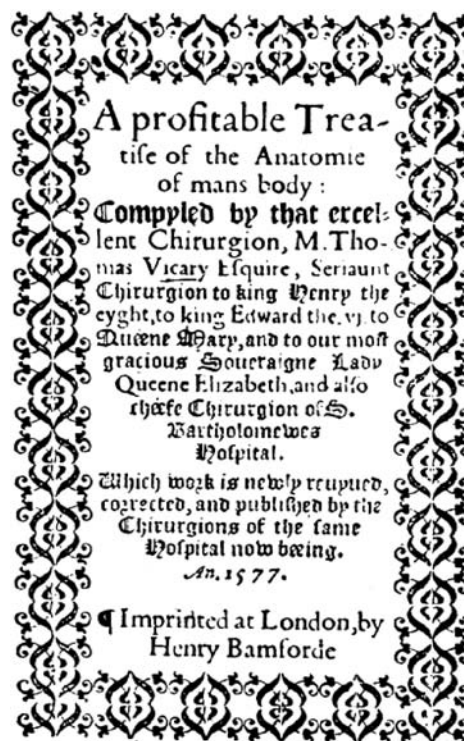 A profitable Trea-
tise of the Anatomie
of mans body:
Compyled by that excel-
lent Chirurgion, M. Tho-
mas Vicary Esquire, Seriaunt
Chirurgion to king Henry the
eyght, to king Edward the .vj. to
Queene Mary, and to our most
gracious Soueraigne Lady
Queene Elizabeth, and also
cheefe Chirurgion of S.
Bartholomewes
Hospital.
Which work is newly reuyued,
corrected, and published by the
Chirurgions of the same
Hospital now beeing.
An. 1577.
¶ Imprinted at London, by
Henry Bamforde